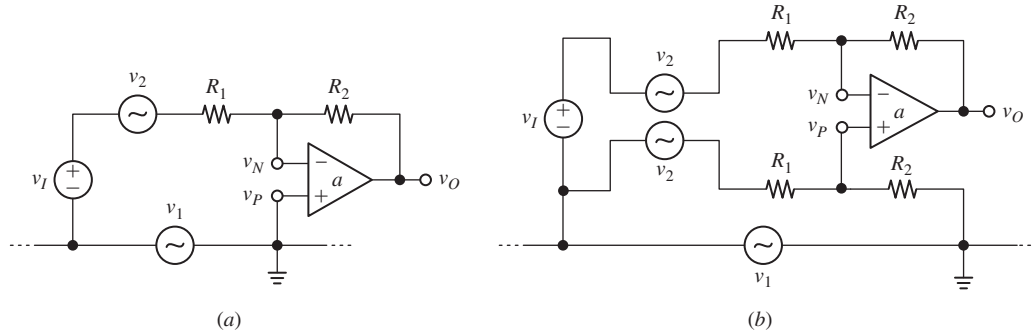 v2
R1
R2
vI
+
−
vN
vP
−
+
a
vO
v1
(a)
R1
R2
v2
vI
+
−
v2
vN
vP
−
+
a
vO
R1
R2
v1
(b)